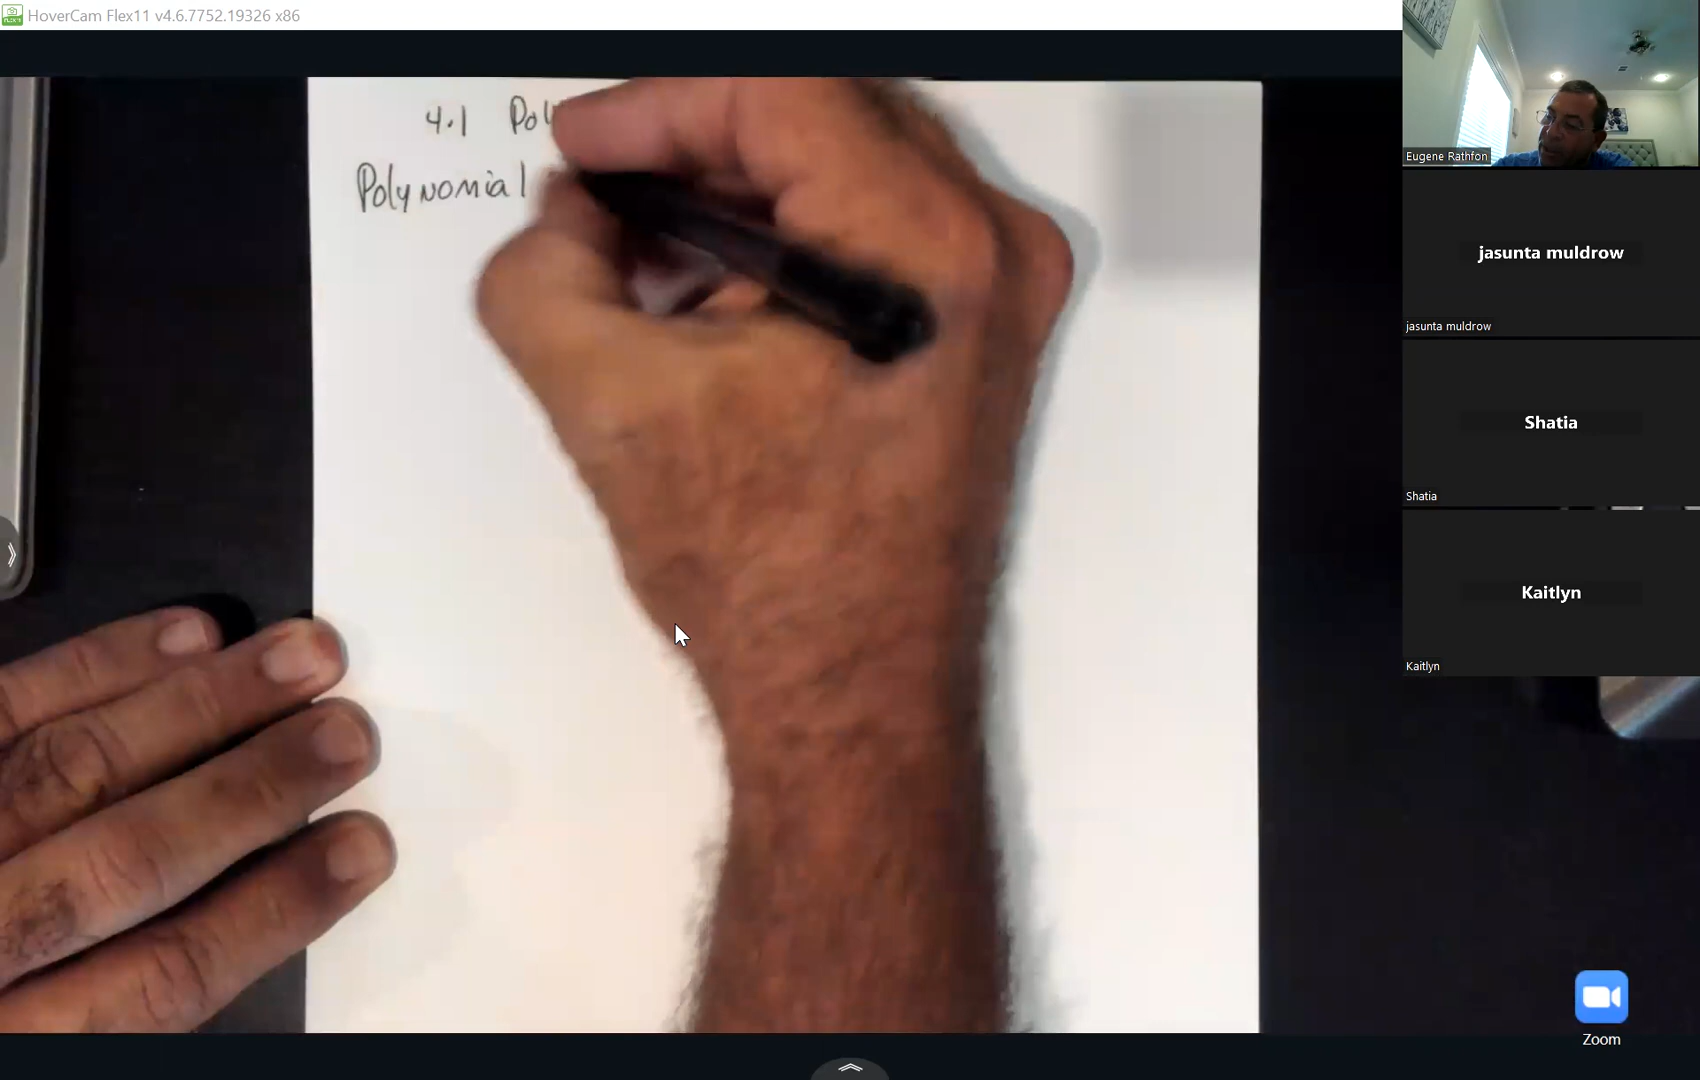 HoverCam Flex11 v4.6.7752.19326 x86
4.1 Poly
Polynomial
Eugene Rathfon
jasunta muldrow
jasunta muldrow
Shatia
Shatia
Kaitlyn
Kaitlyn
Zoom